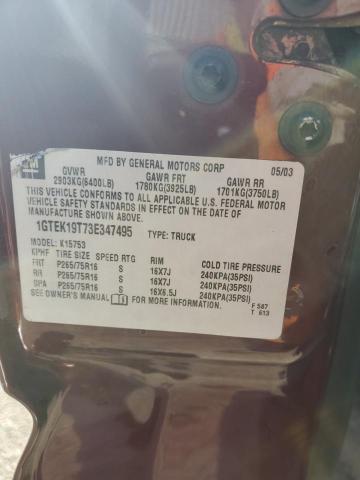 MFD BY GENERAL MOTORS CORP 05/03
GVWR GAWR FRT GAWR RR
2903KG(6400LB) 1780KG(3925LB) 1701KG(3750LB)
THIS VEHICLE CONFORMS TO ALL APPLICABLE U.S. FEDERAL MOTOR
VEHICLE SAFETY STANDARDS IN EFFECT ON THE DATE OF
MANUFACTURE SHOWN ABOVE.
1GTEK19T73E347495 TYPE: TRUCK
MODEL: K15753
TIRE SIZE SPEED RTG RIM COLD TIRE PRESSURE
FRT P265/75R16 S 16X7J 240KPA(35PSI)
RR P265/75R16 S 16X7J 240KPA(35PSI)
SPA P265/75R16 S 16X6.5J 240KPA(35PSI)
SEE OWNER'S MANUAL FOR MORE INFORMATION. F 587
T 613